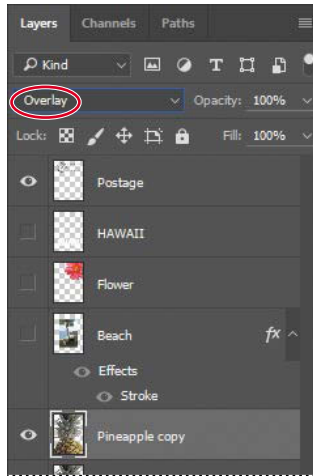 Layers Channels Paths
Kind T
Overlay Opacity: 100%
Lock: Fill: 100%
Postage
HAWAII
Flower
Beach fx
Effects
Stroke
Pineapple copy